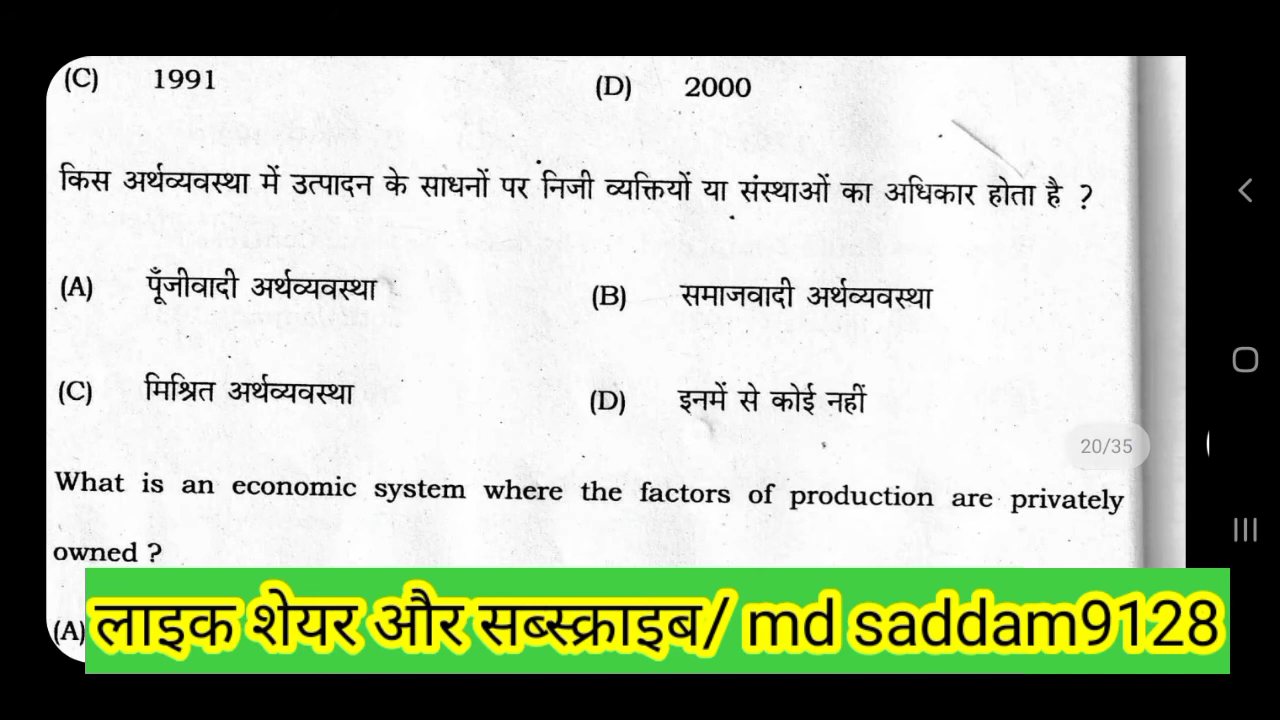 (C) 1991 (D) 2000
किस अर्थव्यवस्था में उत्पादन के साधनों पर निजी व्यक्तियों या संस्थाओं का अधिकार होता है ?
(A) पूँजीवादी अर्थव्यवस्था (B) समाजवादी अर्थव्यवस्था
(C) मिश्रित अर्थव्यवस्था (D) इनमें से कोई नहीं
20/35
What is an economic system where the factors of production are privately
owned ?
(A)
लाइक शेयर और सब्स्क्राइब/ md saddam9128